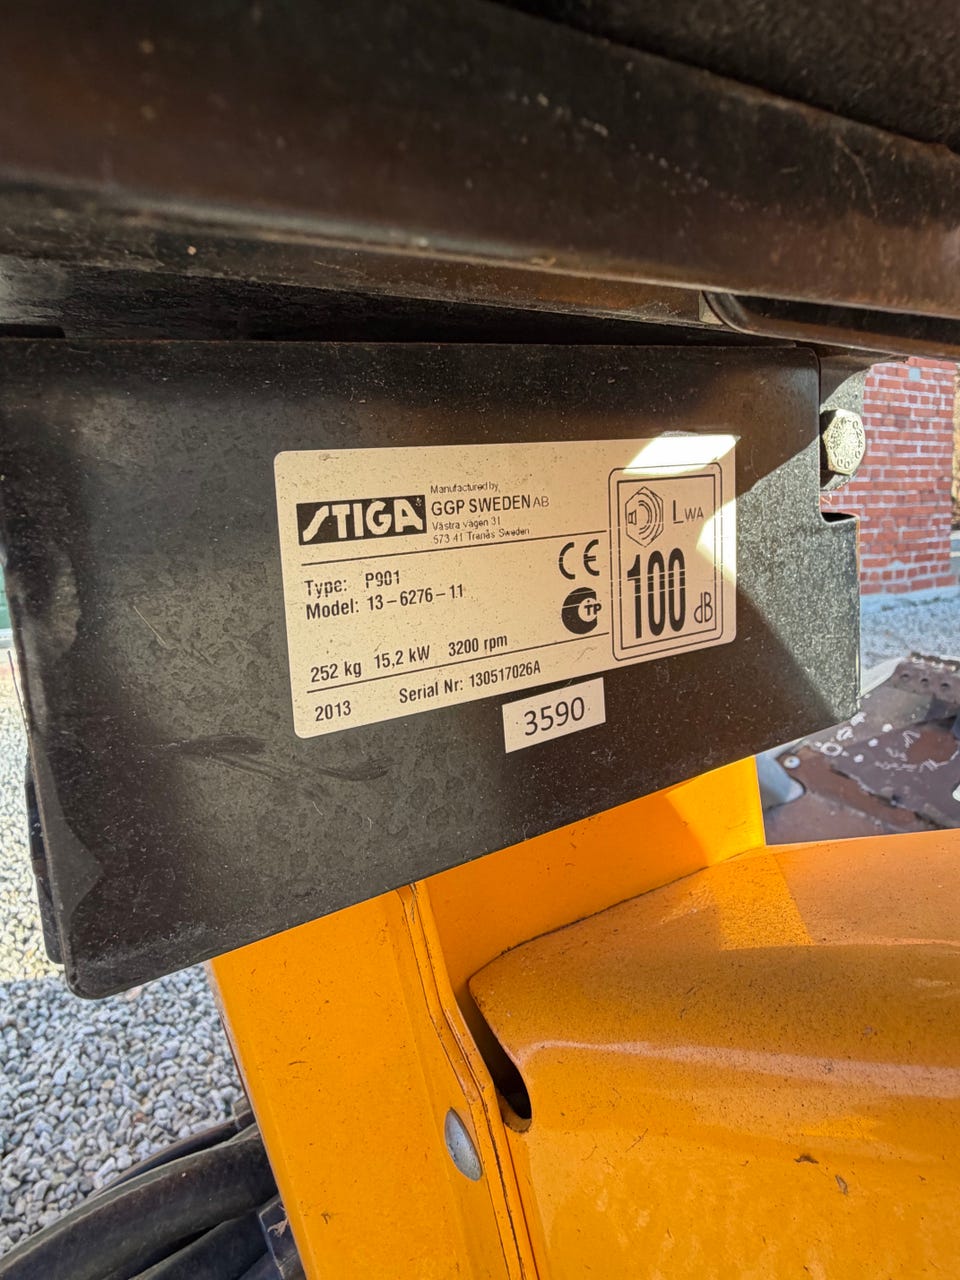 STIGA
Manufactured by
GGP SWEDEN AB
Västra vägen 31
573 41 Tranås Sweden
Type: P901
Model: 13-6276-11
252 kg 15,2 kW 3200 rpm
2013 Serial Nr: 130517026A
CE
TP
LWA
100 dB
3590